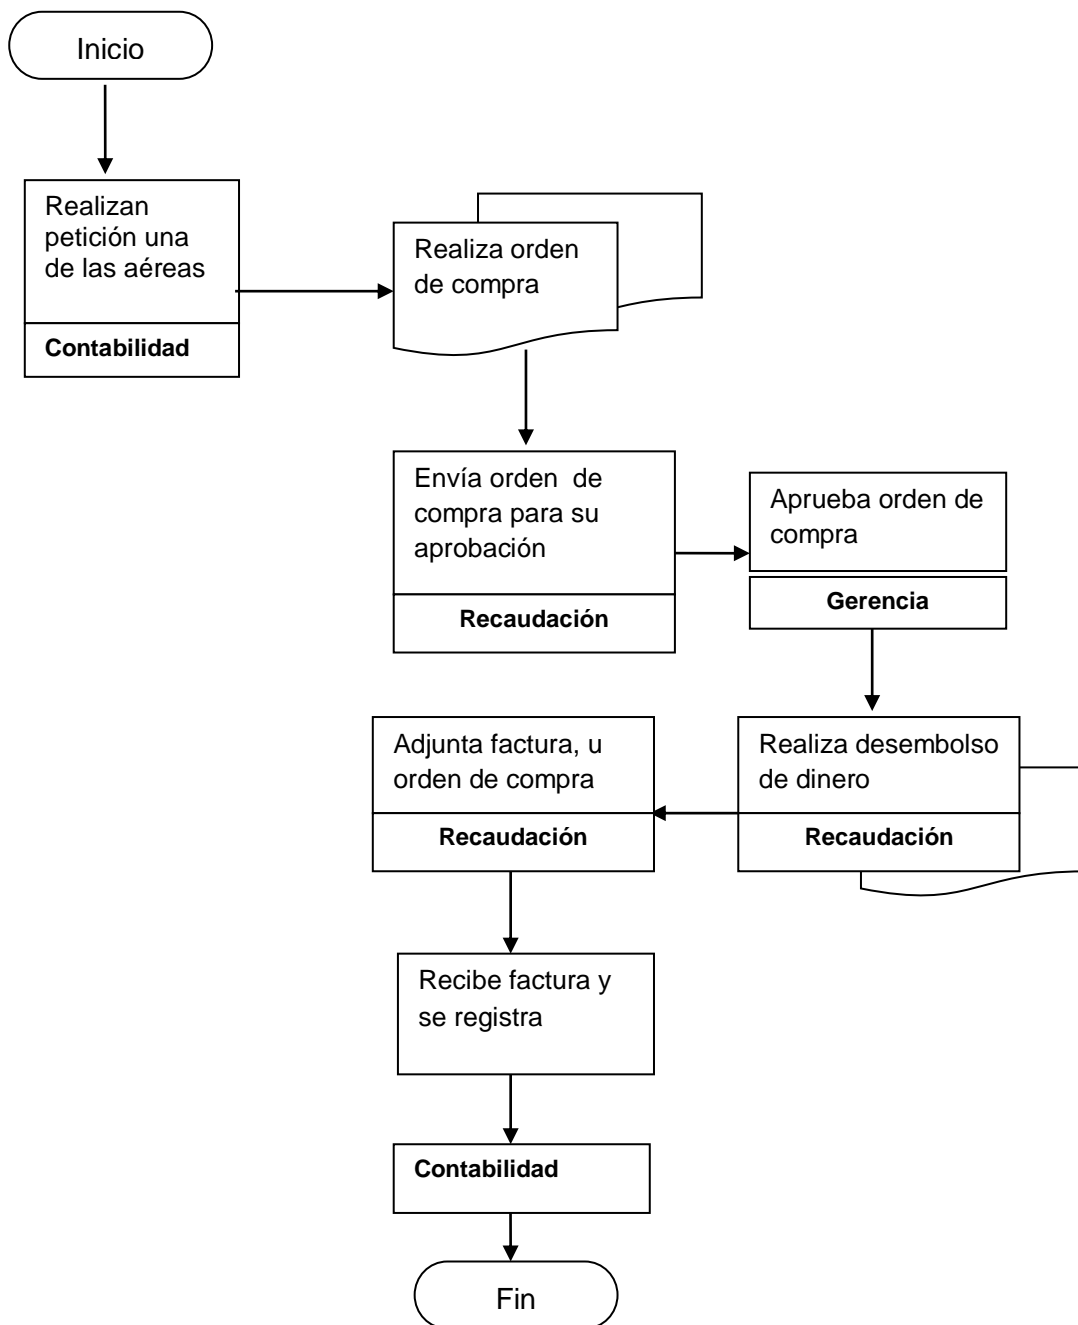 Inicio
Realizan
petición una
de las aéreas
Contabilidad
Realiza orden
de compra
Envía orden de
compra para su
aprobación
Recaudación
Aprueba orden de
compra
Gerencia
Realiza desembolso
de dinero
Recaudación
Adjunta factura, u
orden de compra
Recaudación
Recibe factura y
se registra
Contabilidad
Fin